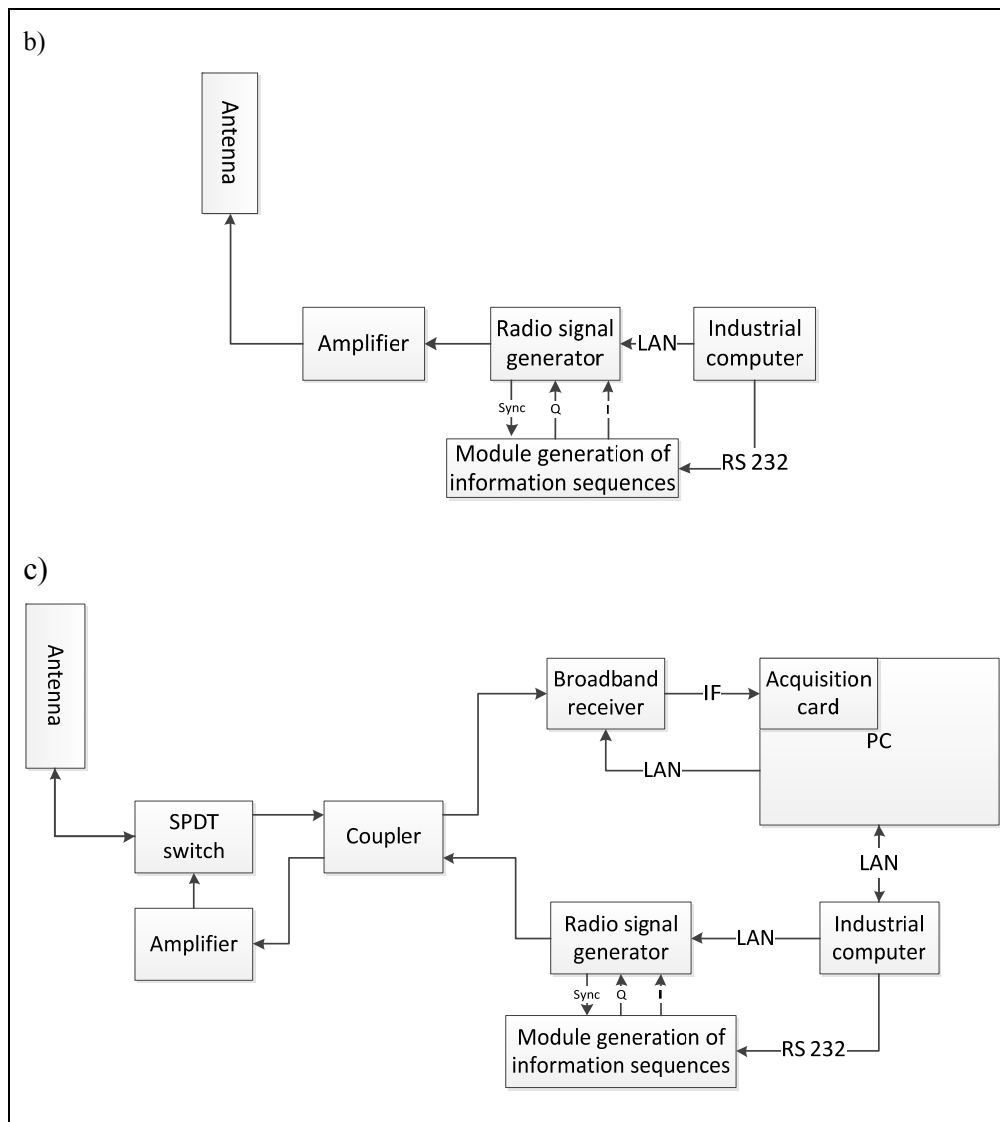 b)
Antenna
Amplifier
Radio signal
generator
LAN
Industrial
computer
Sync
Q
I
Module generation of
information sequences
RS 232
c)
Antenna
Broadband
receiver
IF
Acquisition
card
PC
LAN
SPDT
switch
Coupler
LAN
Amplifier
Radio signal
generator
LAN
Industrial
computer
Sync
Q
I
Module generation of
information sequences
RS 232